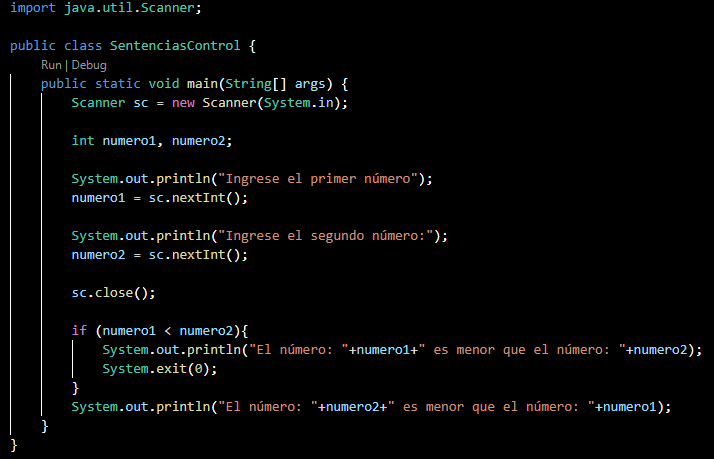 import java.util.Scanner;
public class SentenciasControl {
Run | Debug
public static void main(String[] args) {
Scanner sc = new Scanner(System.in);
int numero1, numero2;
System.out.println("Ingrese el primer número");
numero1 = sc.nextInt();
System.out.println("Ingrese el segundo número:");
numero2 = sc.nextInt();
sc.close();
if (numero1 < numero2){
System.out.println("El número: "+numero1+" es menor que el número: "+numero2);
System.exit(0);
}
System.out.println("El número: "+numero2+" es menor que el número: "+numero1);
}
}